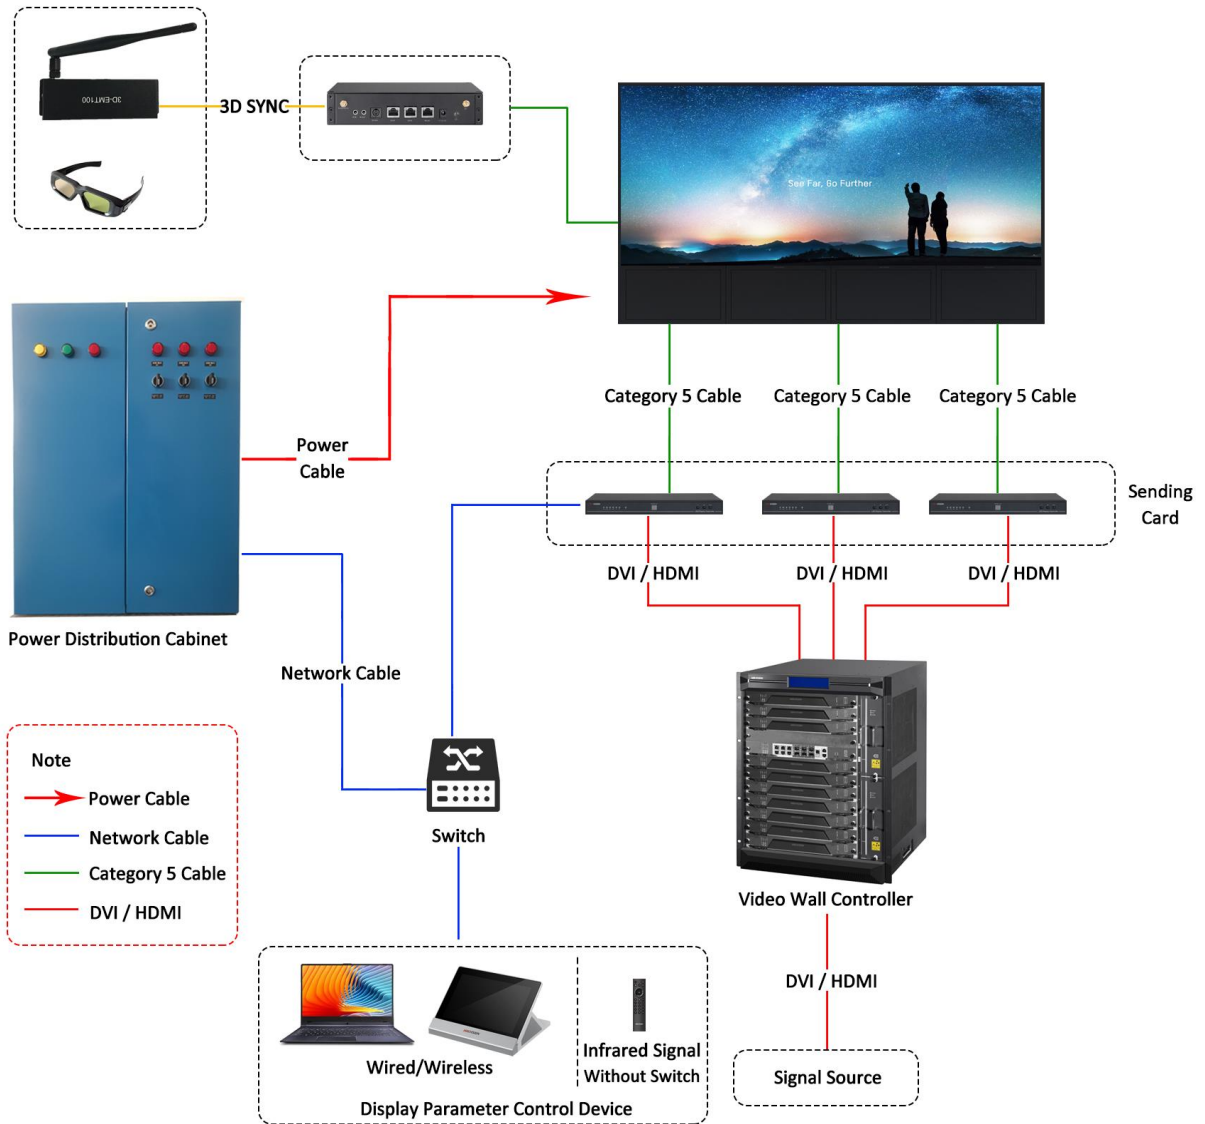 3D-EMT100
3D SYNC
See Far, Go Further
Category 5 Cable
Category 5 Cable
Category 5 Cable
Power
Cable
Sending
Card
DVI / HDMI
DVI / HDMI
DVI / HDMI
Power Distribution Cabinet
Network Cable
Note
Power Cable
Network Cable
Category 5 Cable
DVI / HDMI
Switch
Video Wall Controller
DVI / HDMI
Signal Source
Wired/Wireless
Infrared Signal
Without Switch
Display Parameter Control Device